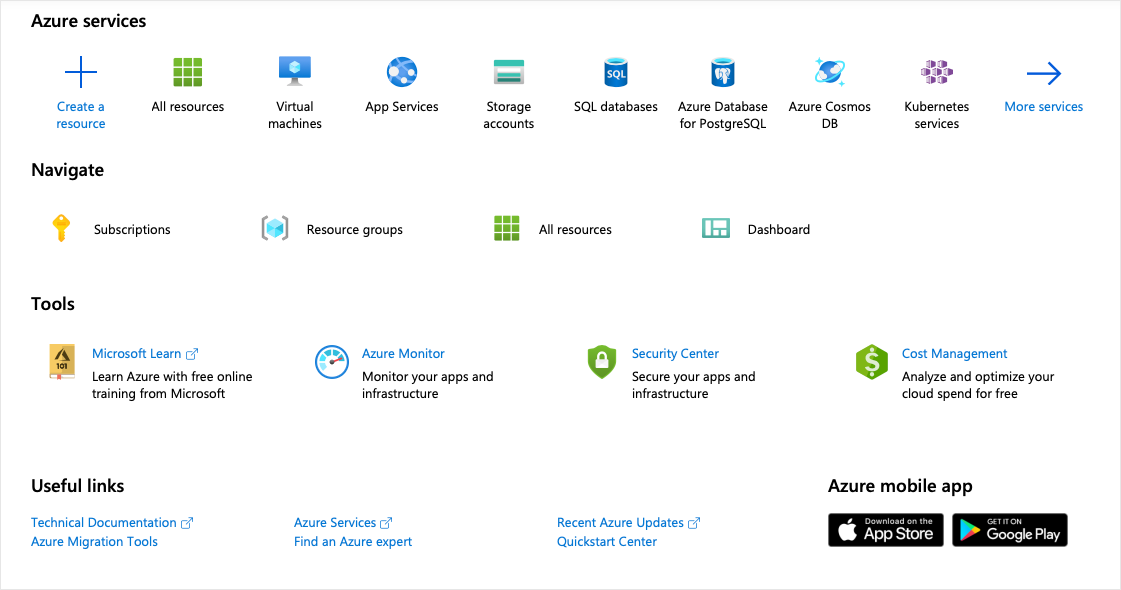 Azure services
Create a
resource
All resources
Virtual
machines
App Services
Storage
accounts
SQL
SQL databases
Azure Database
for PostgreSQL
Azure Cosmos
DB
Kubernetes
services
More services
Navigate
Subscriptions
Resource groups
All resources
Dashboard
Tools
101
Microsoft Learn
Learn Azure with free online
training from Microsoft
Azure Monitor
Monitor your apps and
infrastructure
Security Center
Secure your apps and
infrastructure
$
Cost Management
Analyze and optimize your
cloud spend for free
Useful links
Technical Documentation
Azure Migration Tools
Azure Services
Find an Azure expert
Recent Azure Updates
Quickstart Center
Azure mobile app
Download on the
App Store
GET IT ON
Google Play